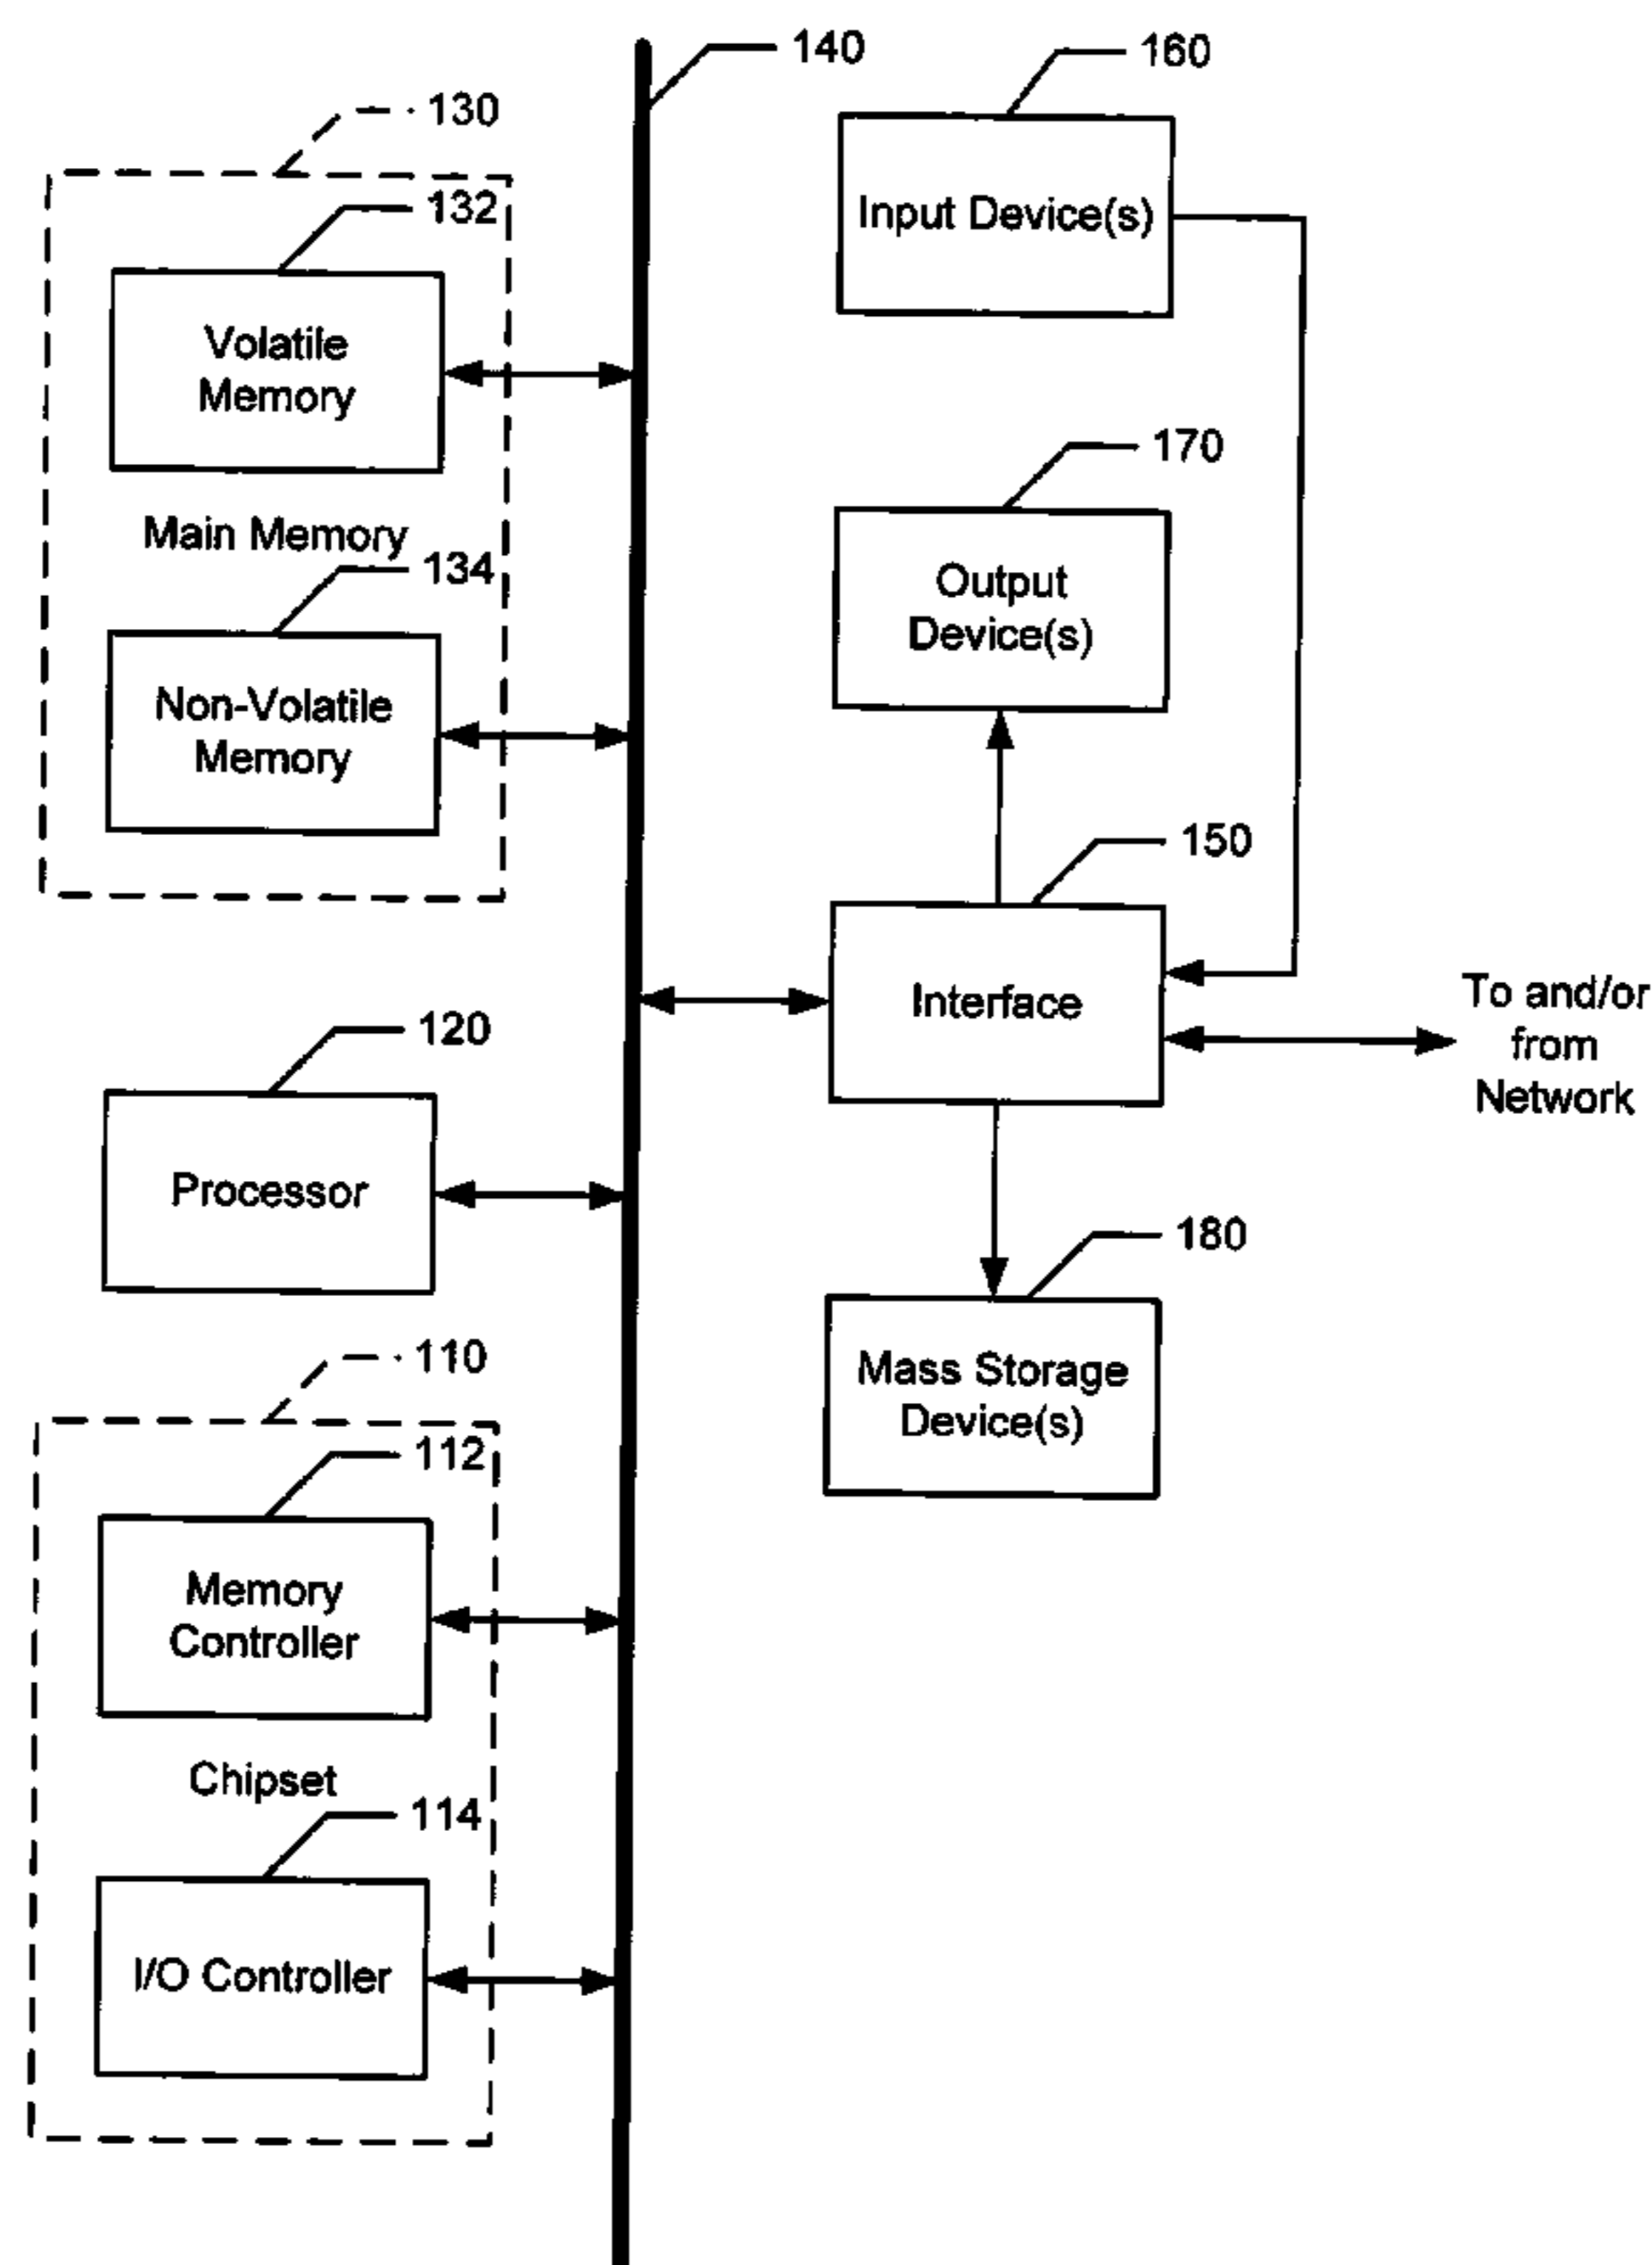 140
160
130
132
Input Device(s)
Volatile
Memory
170
Main Memory
134
Output
Device(s)
Non-Volatile
Memory
150
Interface
To and/or
from
Network
120
Processor
180
110
Mass Storage
Device(s)
112
Memory
Controller
Chipset
114
I/O Controller